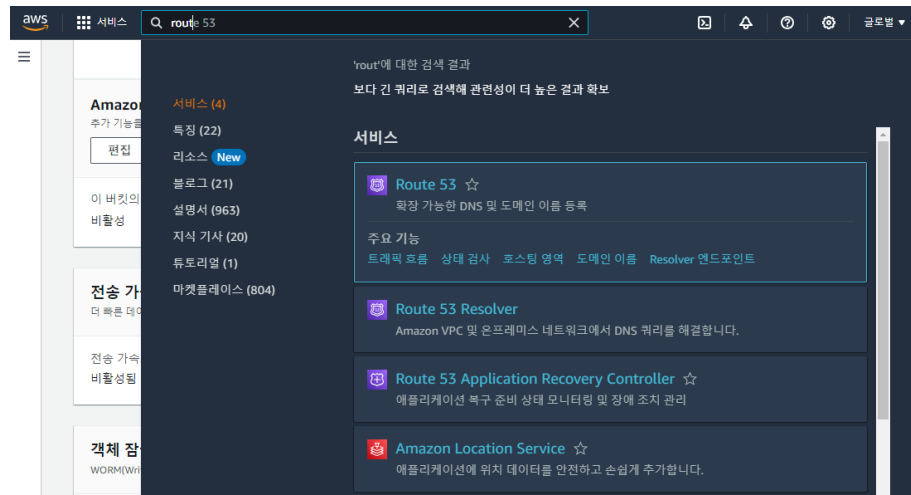 aws
서비스
route 53
글로벌
'rout'에 대한 검색 결과
보다 긴 쿼리로 검색해 관련성이 더 높은 결과 확보
서비스 (4)
특징 (22)
리소스 New
블로그 (21)
설명서 (963)
지식 기사 (20)
튜토리얼 (1)
마켓플레이스 (804)
서비스
Route 53
확장 가능한 DNS 및 도메인 이름 등록
주요 기능
트래픽 흐름 상태 검사 호스팅 영역 도메인 이름 Resolver 엔드포인트
Route 53 Resolver
Amazon VPC 및 온프레미스 네트워크에서 DNS 쿼리를 해결합니다.
Route 53 Application Recovery Controller
애플리케이션 복구 준비 상태 모니터링 및 장애 조치 관리
Amazon Location Service
애플리케이션에 위치 데이터를 안전하고 손쉽게 추가합니다.
추가 기능을
편집
이 버킷의
비활성
전송
더 빠른
전송 가속
비활성됨
객체